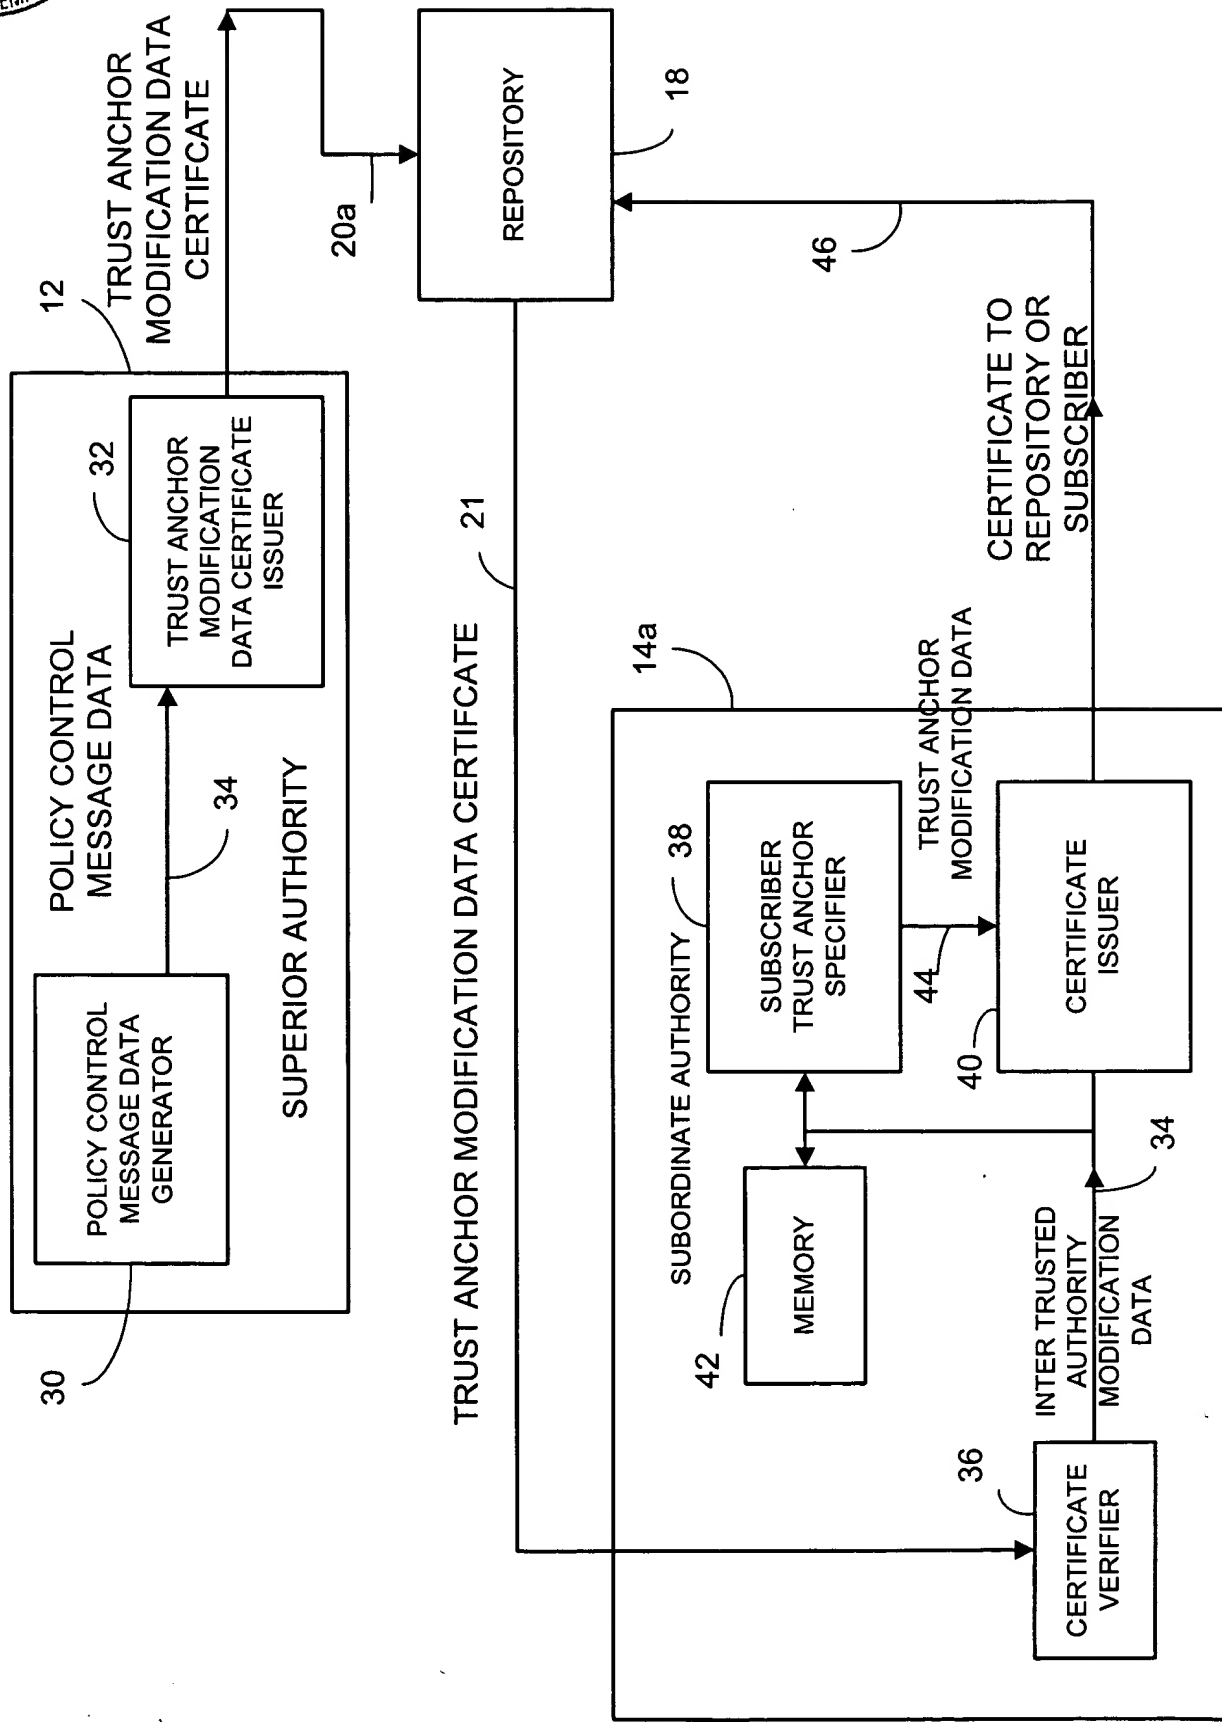 30
POLICY CONTROL
MESSAGE DATA
GENERATOR
POLICY CONTROL
MESSAGE DATA
34
SUPERIOR AUTHORITY
32
TRUST ANCHOR
MODIFICATION
DATA CERTIFICATE
ISSUER
12
TRUST ANCHOR
MODIFICATION DATA
CERTIFCATE
20a
REPOSITORY
18
21
TRUST ANCHOR MODIFICATION DATA CERTIFCATE
14a
SUBORDINATE AUTHORITY
42
MEMORY
38
SUBSCRIBER
TRUST ANCHOR
SPECIFIER
44
TRUST ANCHOR
MODIFICATION DATA
36
CERTIFICATE
VERIFIER
INTER TRUSTED
AUTHORITY
MODIFICATION
DATA
34
40
CERTIFICATE
ISSUER
CERTIFICATE TO
REPOSITORY OR
SUBSCRIBER
46